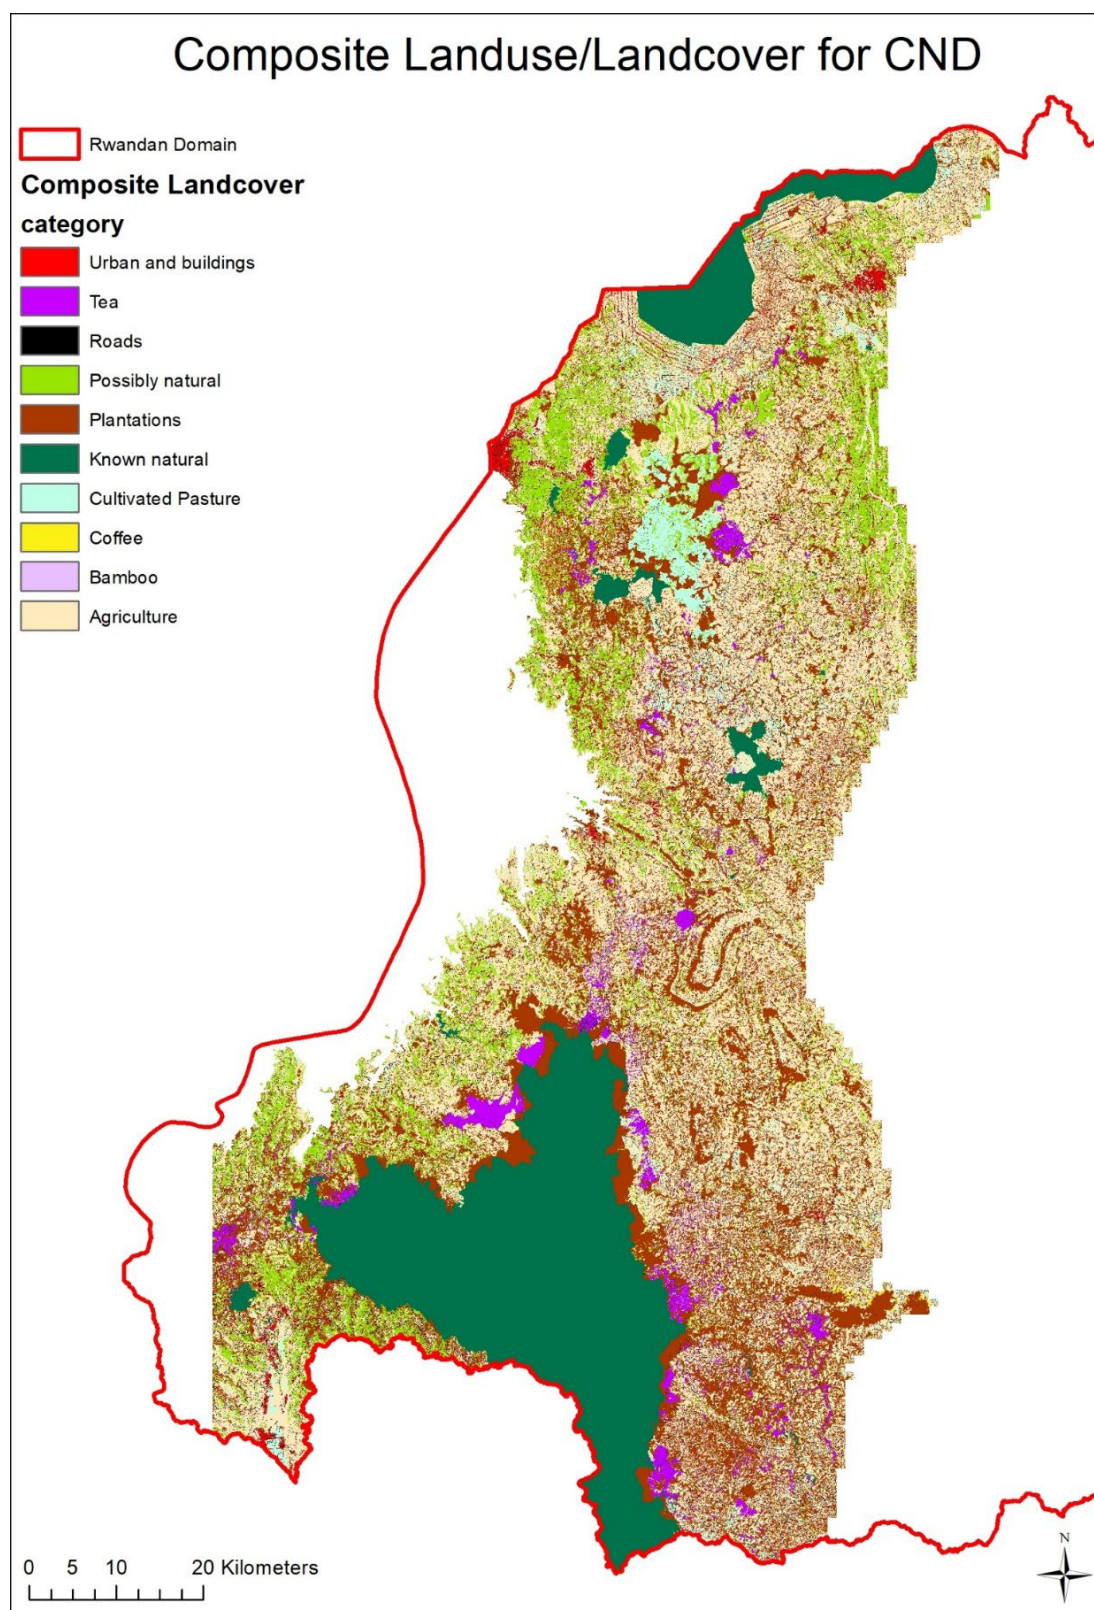 Composite Landuse/Landcover for CND
Rwandan Domain
Composite Landcover
category
Urban and buildings
Tea
Roads
Possibly natural
Plantations
Known natural
Cultivated Pasture
Coffee
Bamboo
Agriculture
0 5 10 20 Kilometers
N